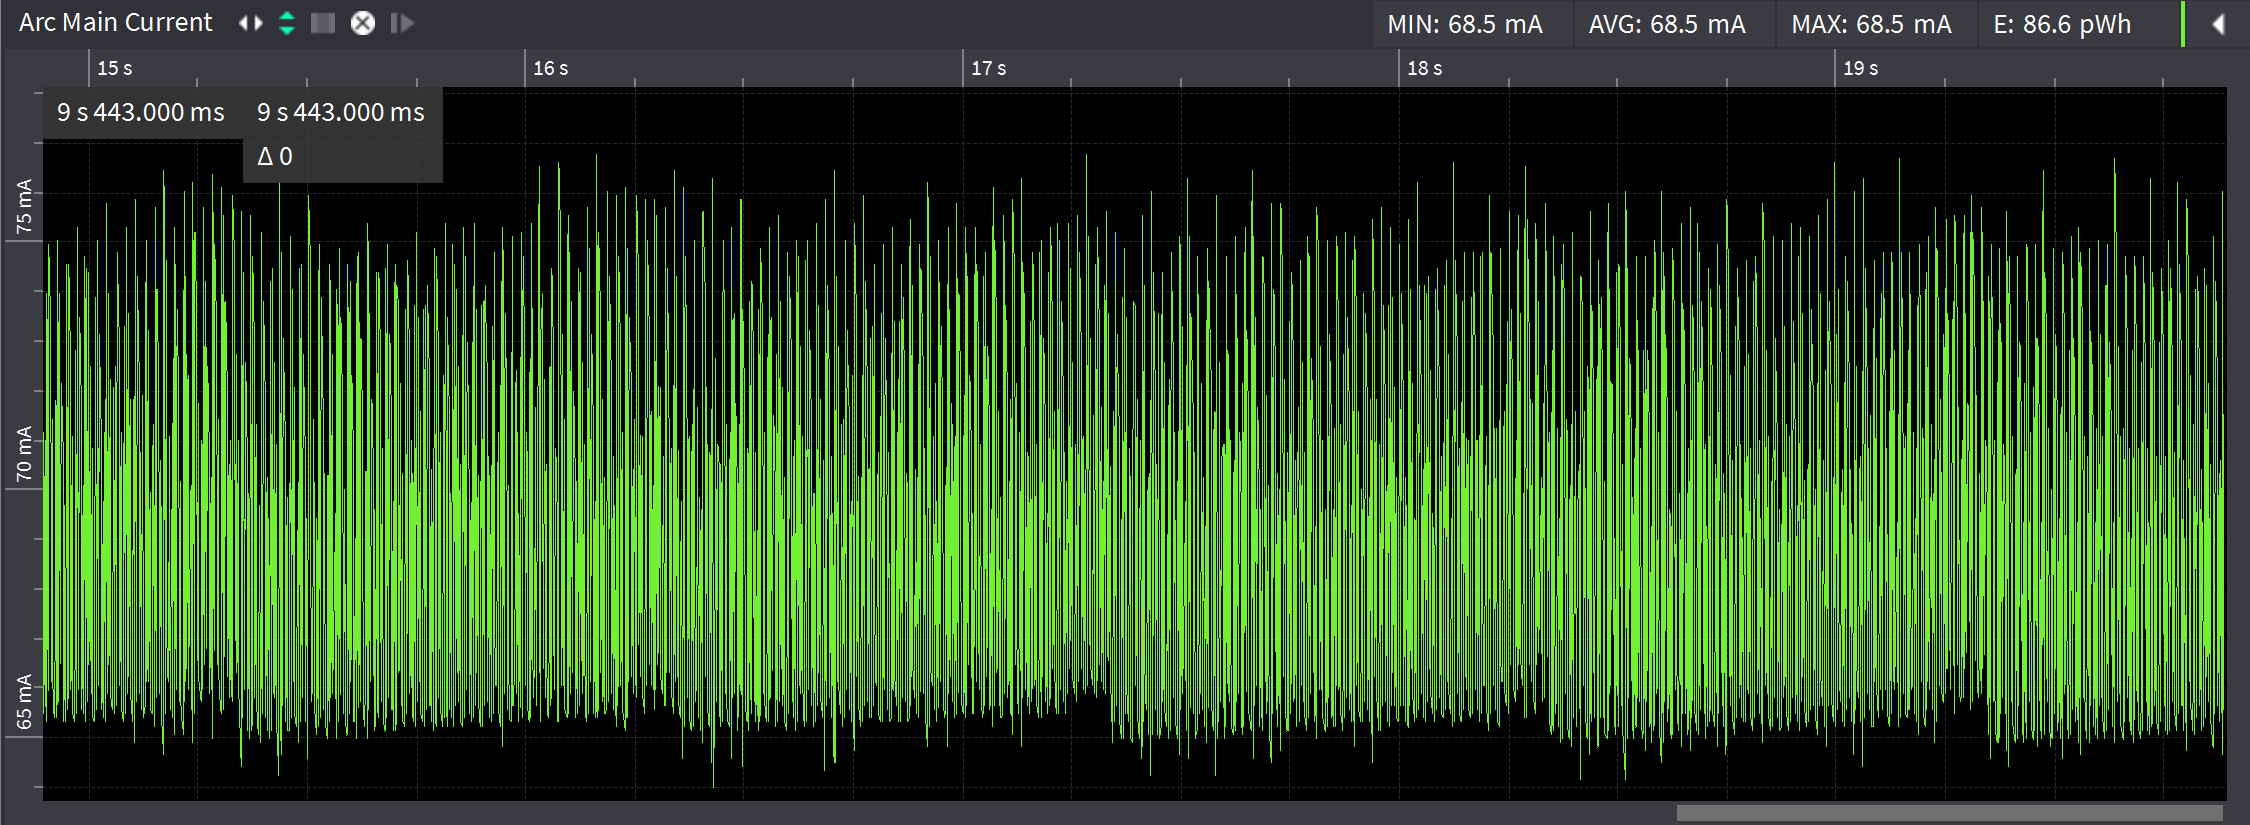 Arc Main Current MIN: 68.5 mA AVG: 68.5 mA MAX: 68.5 mA E: 86.6 pWh
15 s 16 s 17 s 18 s 19 s
9 s 443.000 ms 9 s 443.000 ms
Δ 0
75 mA
70 mA
65 mA